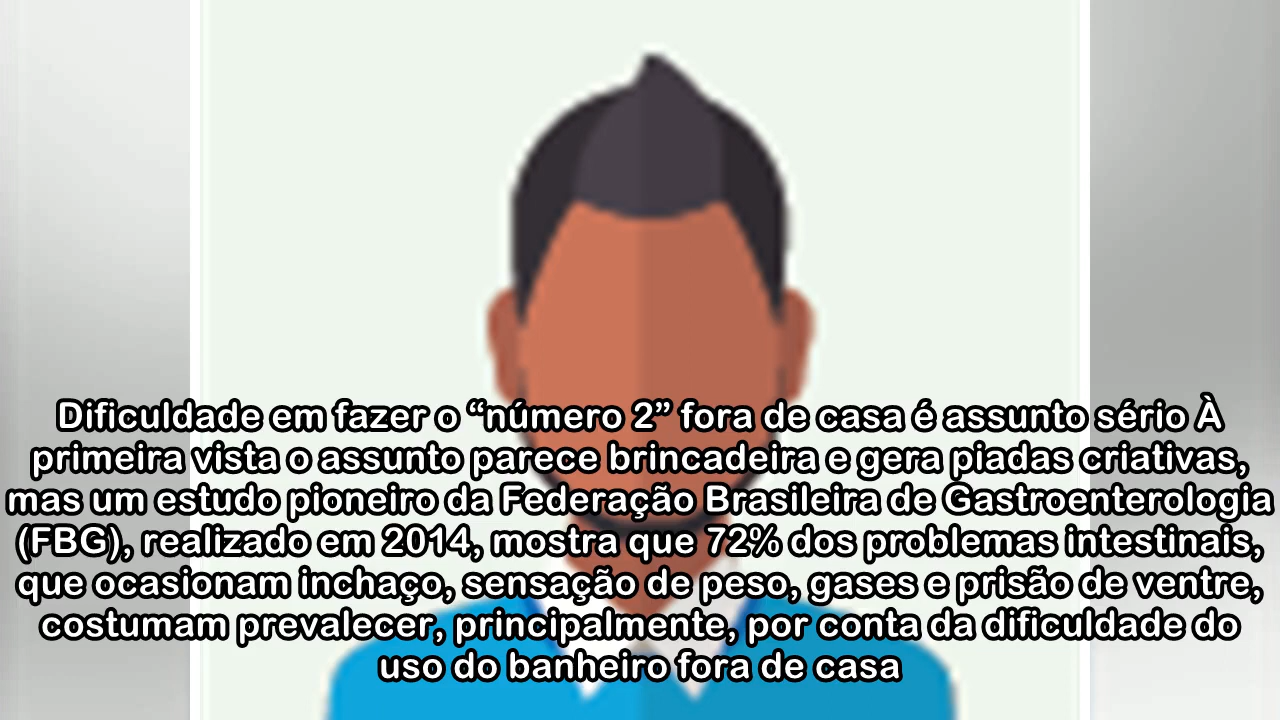 Dificuldade em fazer o “número 2” fora de casa é assunto sério À
primeira vista o assunto parece brincadeira e gera piadas criativas,
mas um estudo pioneiro da Federação Brasileira de Gastroenterologia
(FBG), realizado em 2014, mostra que 72% dos problemas intestinais,
que ocasionam inchaço, sensação de peso, gases e prisão de ventre,
costumam prevalecer, principalmente, por conta da dificuldade do
uso do banheiro fora de casa